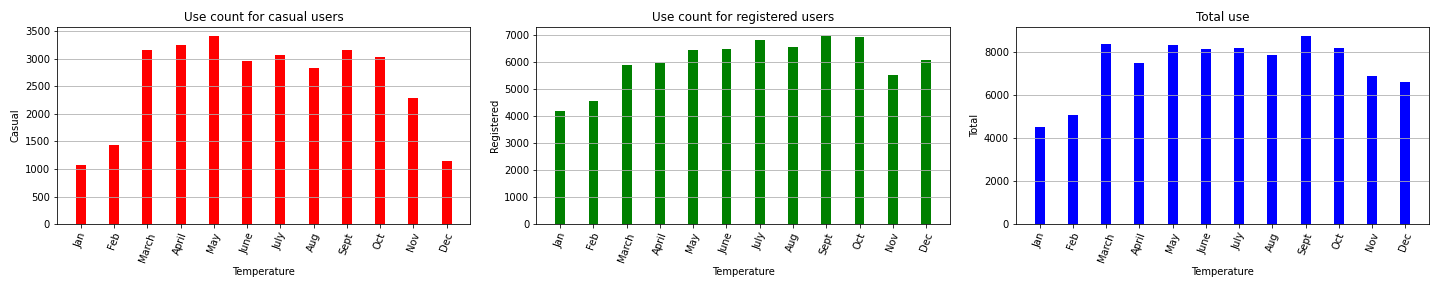 Use count for casual users
Casual
3500
3000
2500
2000
1500
1000
500
0
Jan Feb March April May June July Aug Sept Oct Nov Dec
Temperature
Use count for registered users
Registered
7000
6000
5000
4000
3000
2000
1000
0
Jan Feb March April May June July Aug Sept Oct Nov Dec
Temperature
Total use
Total
8000
6000
4000
2000
0
Jan Feb March April May June July Aug Sept Oct Nov Dec
Temperature